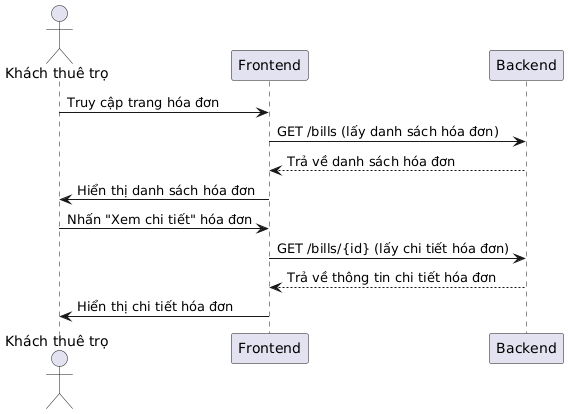 Khách thuê trọ
Frontend
Backend
Truy cập trang hóa đơn
GET /bills (lấy danh sách hóa đơn)
Trả về danh sách hóa đơn
Hiển thị danh sách hóa đơn
Nhấn "Xem chi tiết" hóa đơn
GET /bills/{id} (lấy chi tiết hóa đơn)
Trả về thông tin chi tiết hóa đơn
Hiển thị chi tiết hóa đơn
Khách thuê trọ
Frontend
Backend